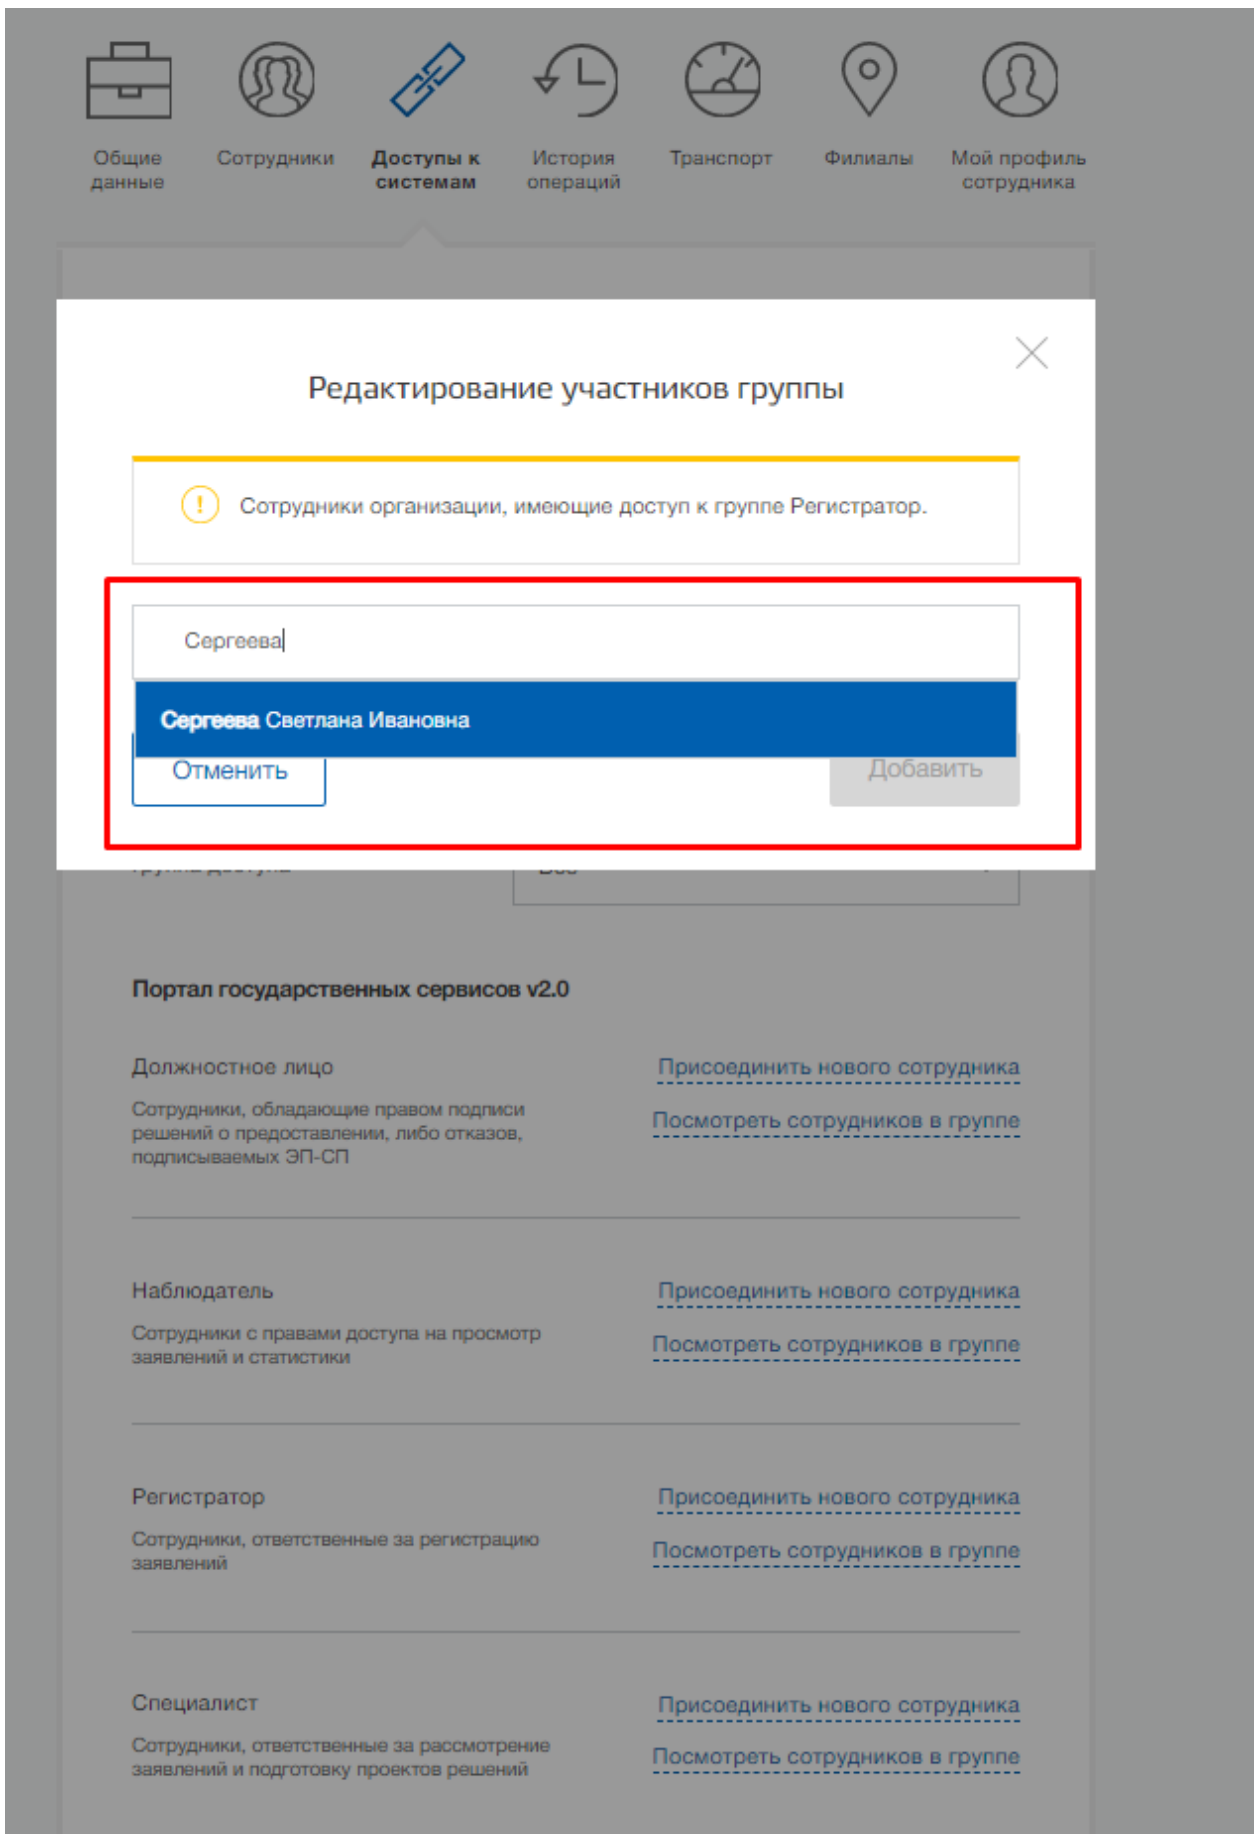 Общие
данные
Сотрудники
Доступы к
системам
История
операций
Транспорт
Филиалы
Мой профиль
сотрудника
Редактирование участников группы
! Сотрудники организации, имеющие доступ к группе Регистратор.
Сергеева
Сергеева Светлана Ивановна
Отменить
Добавить
Портал государственных сервисов v2.0
Должностное лицо
Присоединить нового сотрудника
Сотрудники, обладающие правом подписи
решений о предоставлении, либо отказов,
подписываемых ЭП-СП
Посмотреть сотрудников в группе
Наблюдатель
Присоединить нового сотрудника
Сотрудники с правами доступа на просмотр
заявлений и статистики
Посмотреть сотрудников в группе
Регистратор
Присоединить нового сотрудника
Сотрудники, ответственные за регистрацию
заявлений
Посмотреть сотрудников в группе
Специалист
Присоединить нового сотрудника
Сотрудники, ответственные за рассмотрение
заявлений и подготовку проектов решений
Посмотреть сотрудников в группе